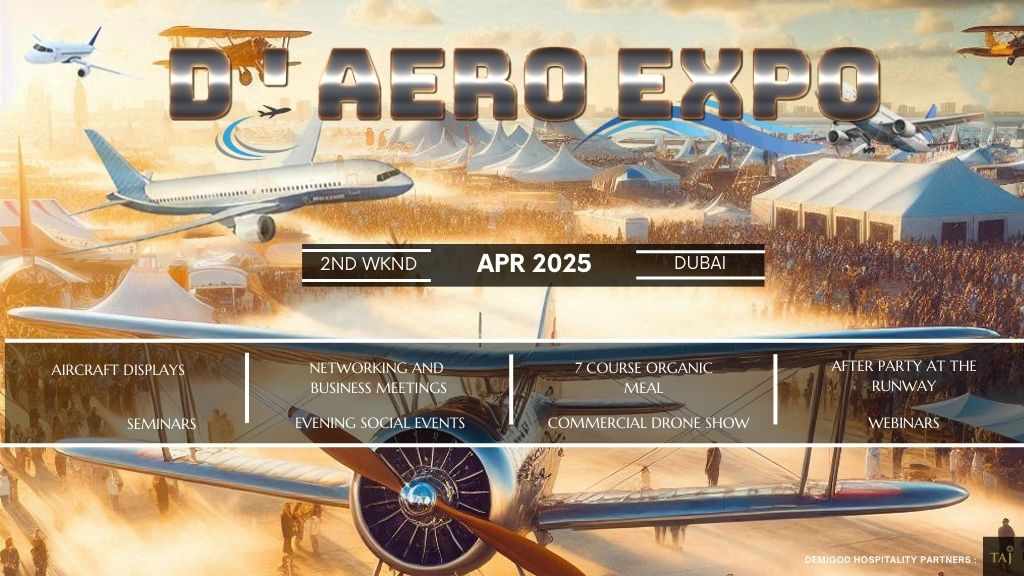 D' AERO EXPO
2ND WKND
APR 2025
DUBAI
AIRCRAFT DISPLAYS
SEMINARS
NETWORKING AND
BUSINESS MEETINGS
EVENING SOCIAL EVENTS
7 COURSE ORGANIC
MEAL
COMMERCIAL DRONE SHOW
AFTER PARTY AT THE
RUNWAY
WEBINARS
DEMIGOD HOSPITALITY PARTNERS :
TAJ